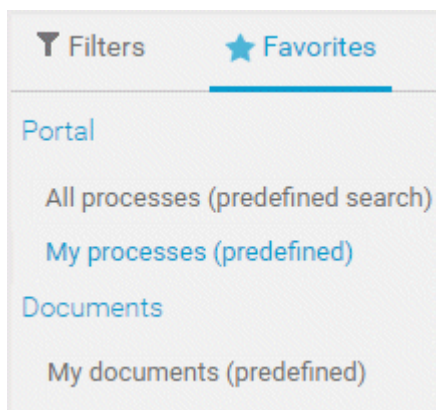 Filters Favorites
Portal
All processes (predefined search)
My processes (predefined)
Documents
My documents (predefined)